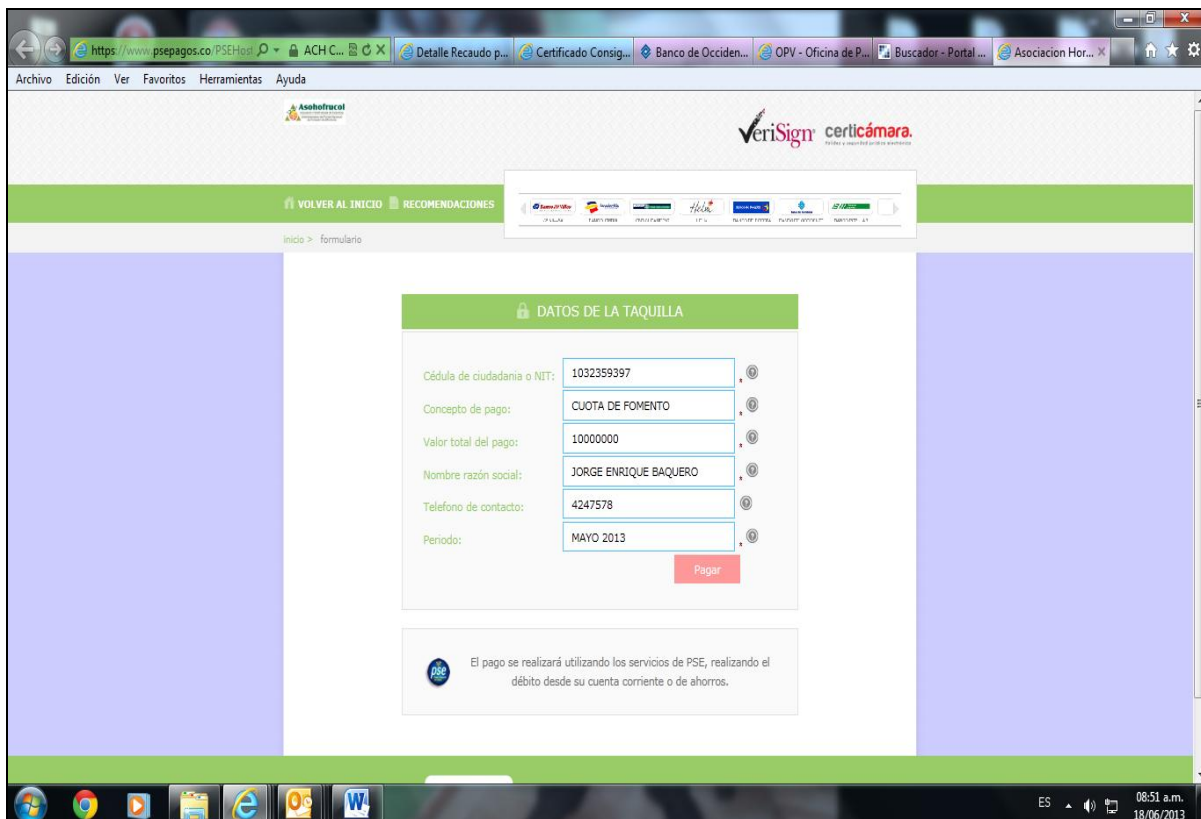 https://www.psepagos.co/PSEHost
ACH C...
Detalle Recaudo p...
Certificado Consig...
Banco de Occiden...
OPV - Oficina de P...
Buscador - Portal ...
Asociacion Hor...
Archivo Edición Ver Favoritos Herramientas Ayuda
Asohofrucol
VeriSign
certicámara.
VOLVER AL INICIO RECOMENDACIONES
Helm
inicio > formulario
DATOS DE LA TAQUILLA
Cédula de ciudadania o NIT: 1032359397 *
Concepto de pago: CUOTA DE FOMENTO *
Valor total del pago: 10000000 *
Nombre razón social: JORGE ENRIQUE BAQUERO *
Telefono de contacto: 4247578
Periodo: MAYO 2013 *
Pagar
pse
El pago se realizará utilizando los servicios de PSE, realizando el
débito desde su cuenta corriente o de ahorros.
ES
08:51 a.m.
18/06/2013